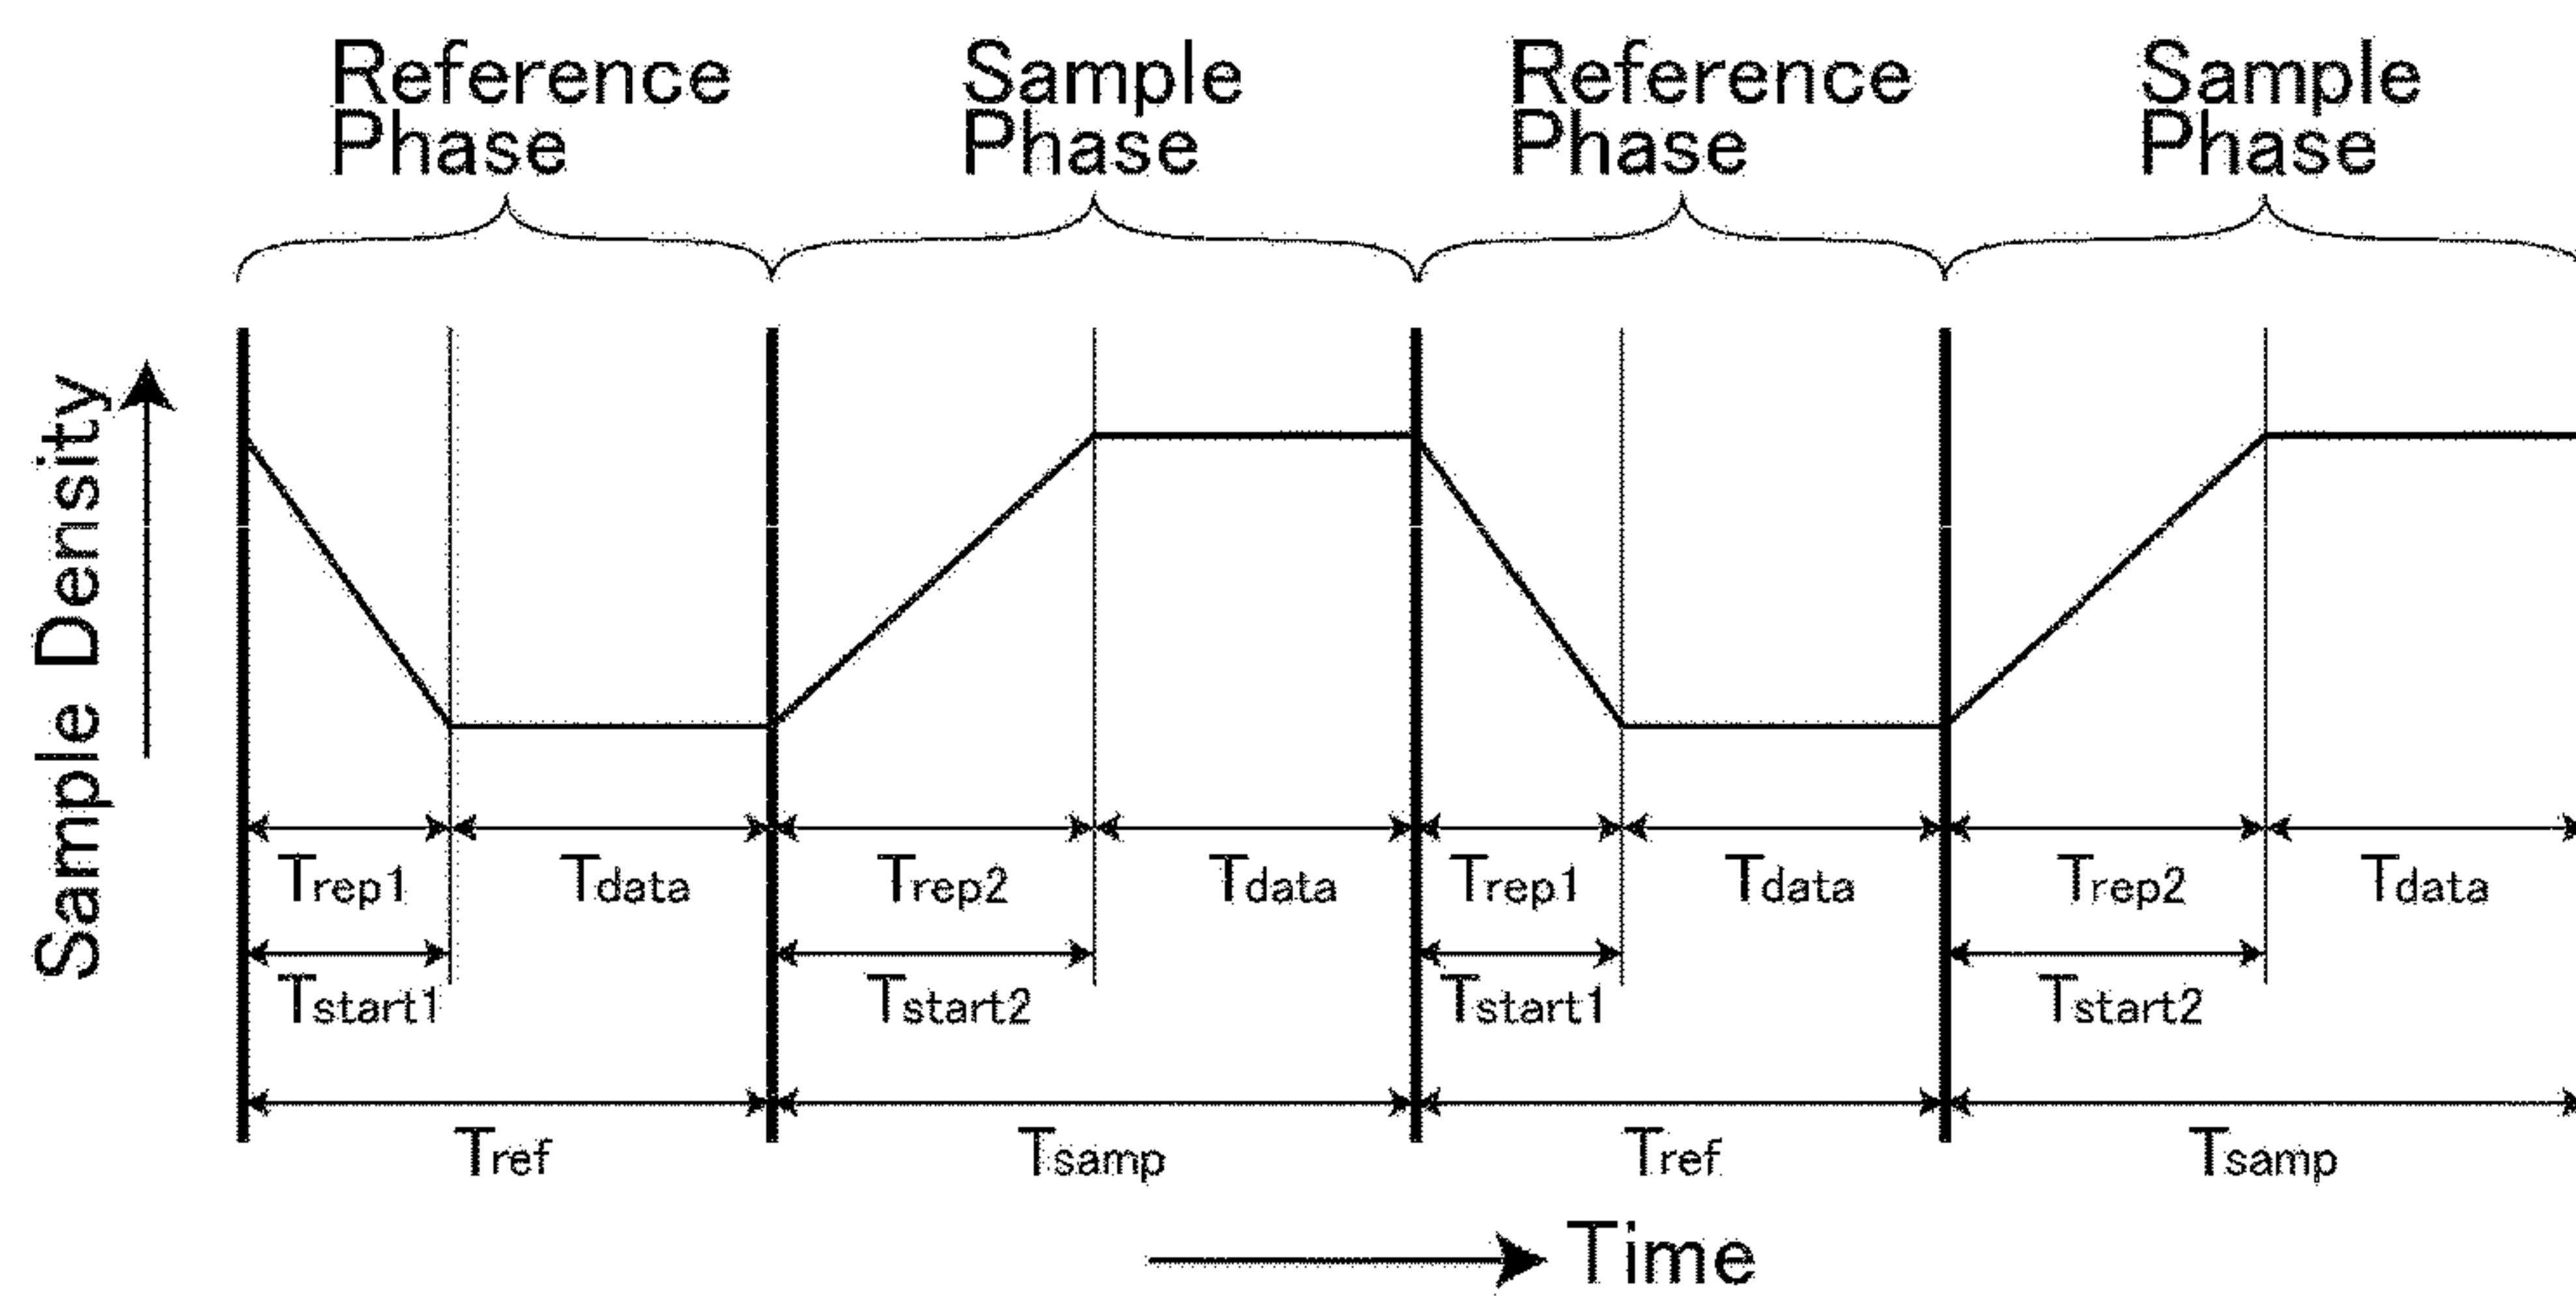 Reference
Phase
Sample
Phase
Reference
Phase
Sample
Phase
Sample Density
Trep1 Tdata Trep2 Tdata Trep1 Tdata Trep2 Tdata
Tstart1 Tstart2 Tstart1 Tstart2
Tref Tsamp Tref Tsamp
Time